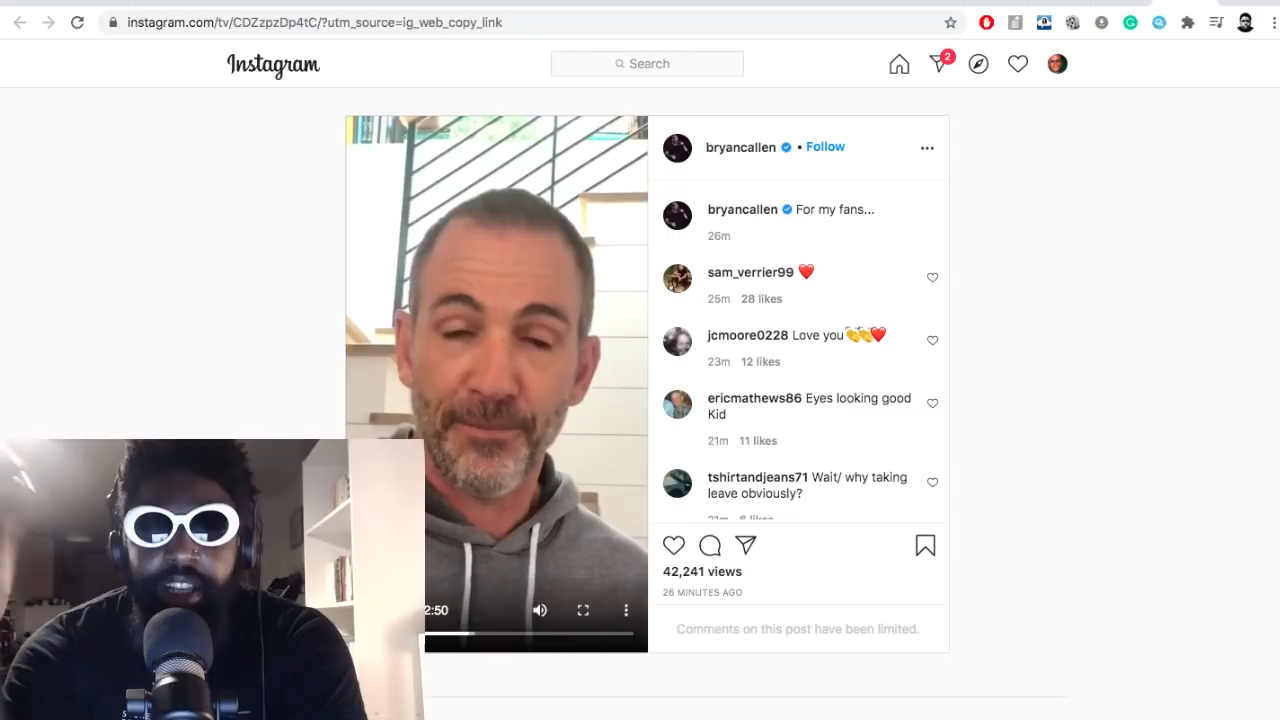 instagram.com/tv/CDZzpzDp4tC/?utm_source=ig_web_copy_link
Instagram
Search
2
bryancallen • Follow
bryancallen For my fans...
26m
sam_verrier99 ❤️
25m 28 likes
jcmoore0228 Love you👏👏❤️
23m 12 likes
ericmathews86 Eyes looking good
Kid
21m 11 likes
tshirtandjeans71 Wait/ why taking
leave obviously?
2:50
42,241 views
26 MINUTES AGO
Comments on this post have been limited.